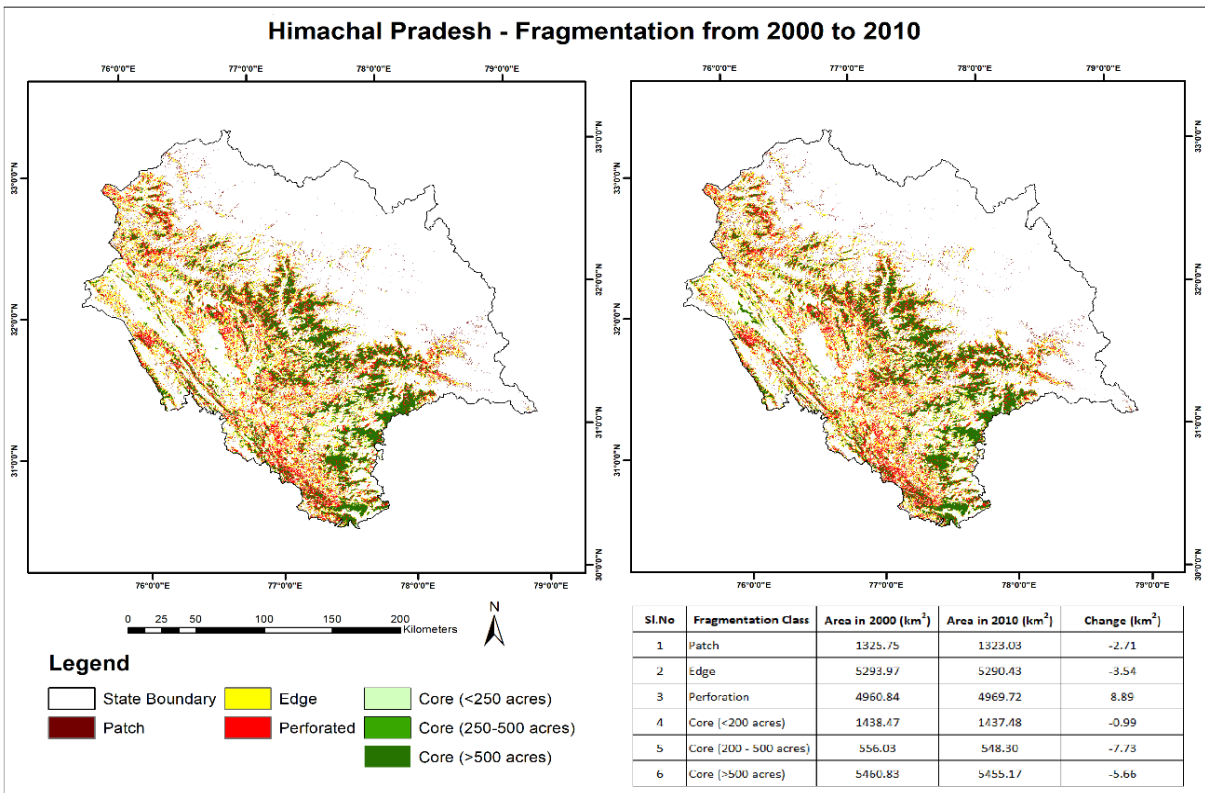 Himachal Pradesh - Fragmentation from 2000 to 2010
76°0'0"E 77°0'0"E 78°0'0"E 79°0'0"E
76°0'0"E 77°0'0"E 78°0'0"E 79°0'0"E
33°0'0"N
32°0'0"N
31°0'0"N
33°0'0"N
32°0'0"N
31°0'0"N
30°0'0"N
33°0'0"N
32°0'0"N
31°0'0"N
33°0'0"N
32°0'0"N
31°0'0"N
30°0'0"N
76°0'0"E 77°0'0"E 78°0'0"E 79°0'0"E
76°0'0"E 77°0'0"E 78°0'0"E 79°0'0"E
0 25 50 100 150 200
Kilometers
N
Legend
State Boundary Edge Core (<250 acres)
Patch Perforated Core (250-500 acres)
Core (>500 acres)
Sl.No Fragmentation Class Area in 2000 (km²) Area in 2010 (km²) Change (km²)
1 Patch 1325.75 1323.03 -2.71
2 Edge 5293.97 5290.43 -3.54
3 Perforation 4960.84 4969.72 8.89
4 Core (<200 acres) 1438.47 1437.48 -0.99
5 Core (200 - 500 acres) 556.03 548.30 -7.73
6 Core (>500 acres) 5460.83 5455.17 -5.66